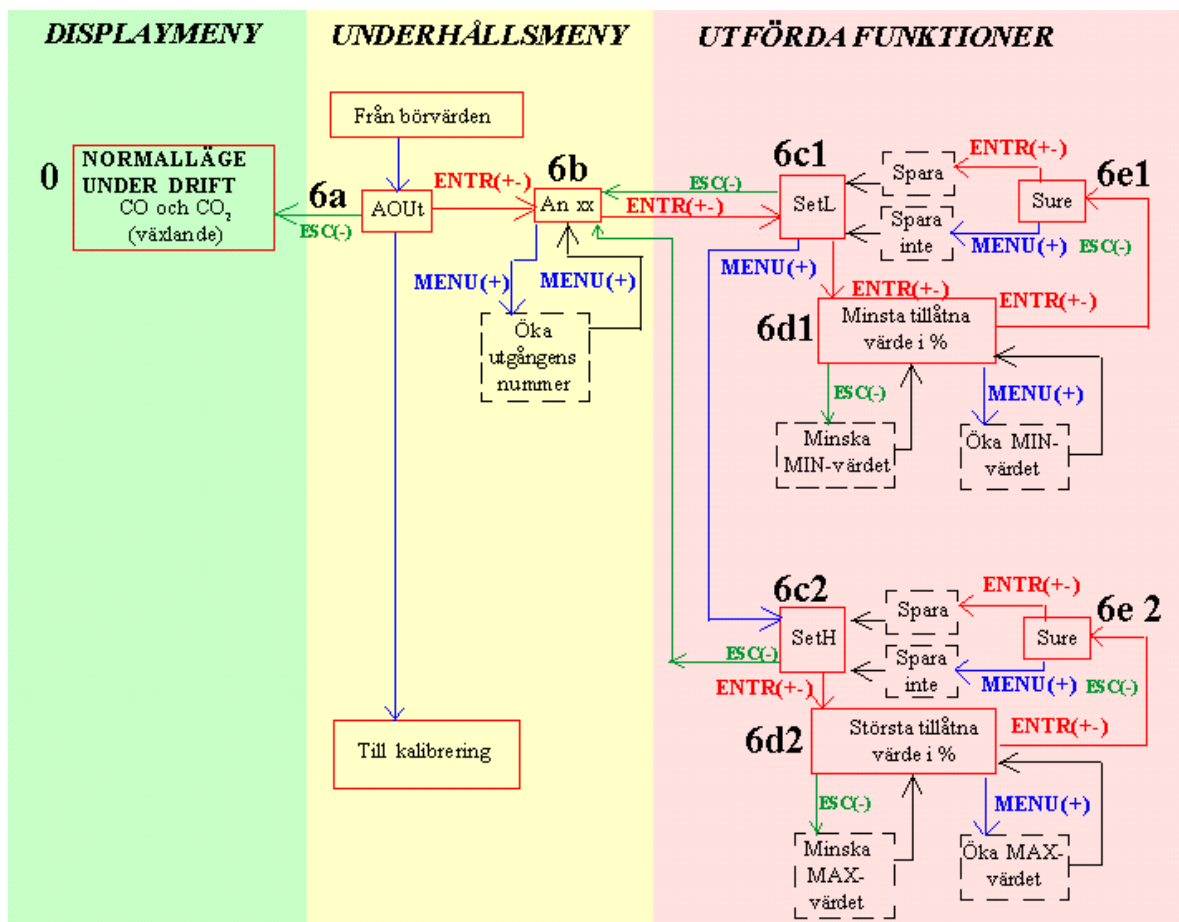 DISPLAYMENY
UNDERHÅLLSMENY
UTFÖRDA FUNKTIONER
Från börvärden
0
NORMALLÄGE
UNDER DRIFT
CO och CO₂
(växlande)
ESC(-)
6a
AOUt
ENTR(+-)
6b
An xx
ENTR(+-)
MENU(+)
MENU(+)
Öka
utgångens
nummer
ESC(-)
6c1
SetL
Spara
ENTR(+-)
Sure
6e1
Spara
inte
MENU(+)
ESC(-)
MENU(+)
ENTR(+-)
ENTR(+-)
6d1
Minsta tillåtna
värde i %
ESC(-)
MENU(+)
Minska
MIN-värdet
Öka MIN-
värdet
6c2
SetH
Spara
ENTR(+-)
Sure
6e 2
Spara
inte
MENU(+)
ESC(-)
ESC(-)
ENTR(+-)
6d2
Största tillåtna
värde i %
ENTR(+-)
Till kalibrering
ESC(-)
MENU(+)
Minska
MAX-
värdet
Öka MAX-
värdet